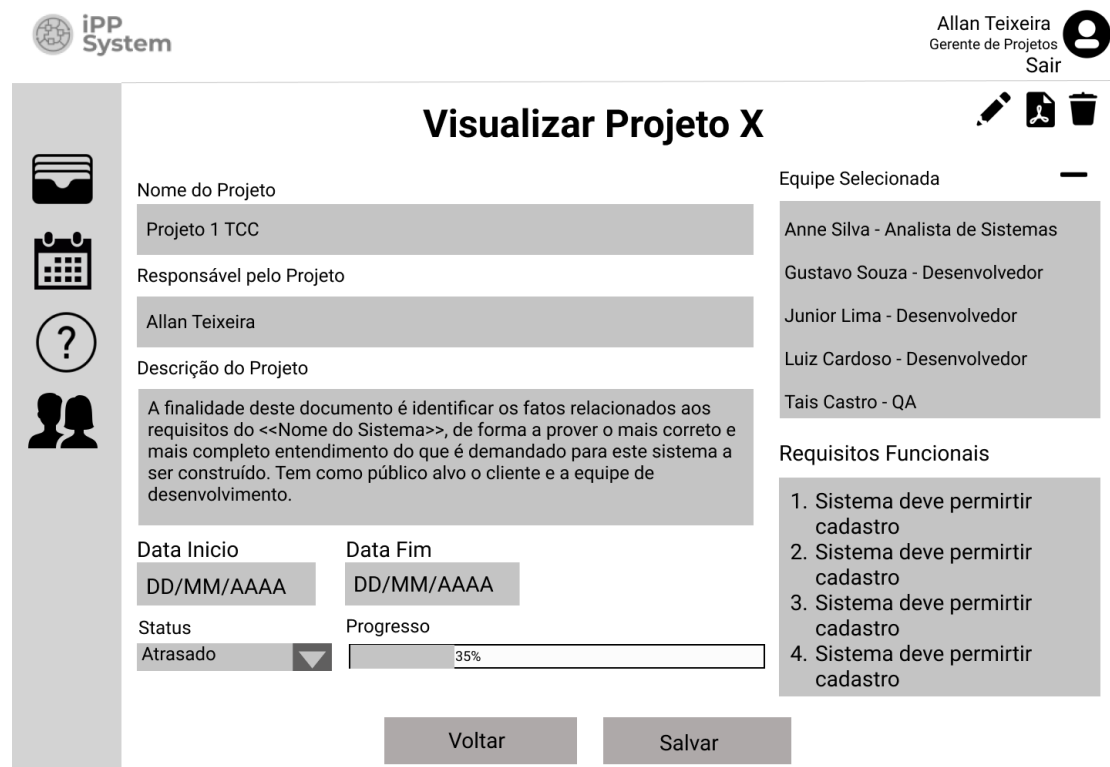 iPP
System
Allan Teixeira
Gerente de Projetos
Sair
Visualizar Projeto X
Nome do Projeto
Projeto 1 TCC
Responsável pelo Projeto
Allan Teixeira
Descrição do Projeto
A finalidade deste documento é identificar os fatos relacionados aos
requisitos do <<Nome do Sistema>>, de forma a prover o mais correto e
mais completo entendimento do que é demandado para este sistema a
ser construído. Tem como público alvo o cliente e a equipe de
desenvolvimento.
Data Inicio
Data Fim
DD/MM/AAAA
DD/MM/AAAA
Status
Progresso
Atrasado
35%
Equipe Selecionada
Anne Silva - Analista de Sistemas
Gustavo Souza - Desenvolvedor
Junior Lima - Desenvolvedor
Luiz Cardoso - Desenvolvedor
Tais Castro - QA
Requisitos Funcionais
1. Sistema deve permirtir
cadastro
2. Sistema deve permirtir
cadastro
3. Sistema deve permirtir
cadastro
4. Sistema deve permirtir
cadastro
Voltar
Salvar
?